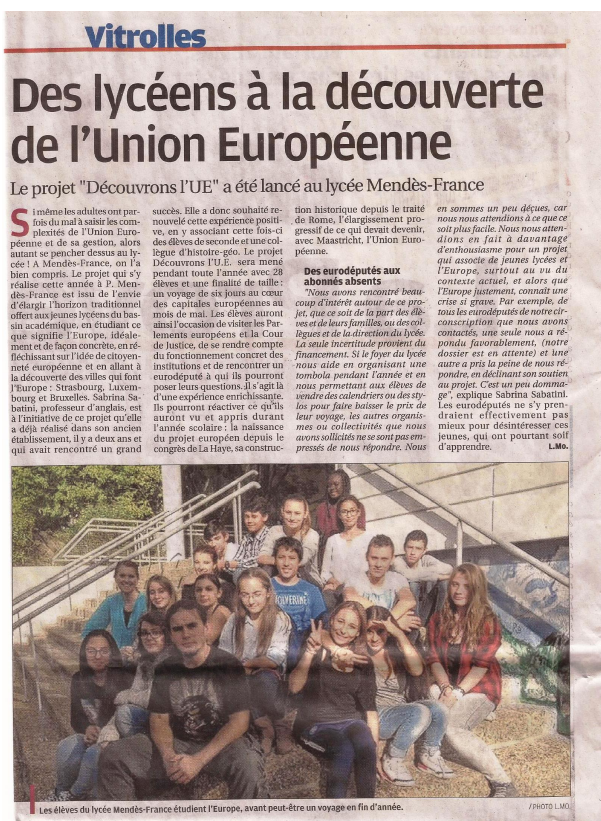 Vitrolles
Des lycéens à la découverte
de l'Union Européenne
Le projet "Découvrons l'UE" a été lancé au lycée Mendès-France
Si même les adultes ont par-
fois du mal à saisir les com-
plexités de l'Union Euro-
péenne et de sa gestion, alors
autant se pencher dessus au ly-
cée ! A Mendès-France, on l'a
bien compris. Le projet qui s'y
réalise cette année à P. Men-
dès-France est issu de l'envie
d'élargir l'horizon traditionnel
offert aux jeunes lycéens du bas-
sin académique, en étudiant ce
que signifie l'Europe, idéale-
ment et de façon concrète, en ré-
fléchissant sur l'idée de citoyen-
neté européenne et en allant à
la découverte des villes qui font
l'Europe : Strasbourg, Luxem-
bourg et Bruxelles. Sabrina Sa-
batini, professeur d'anglais, est
à l'initiative de ce projet qu'elle
a déjà réalisé dans son ancien
établissement, il y a deux ans et
qui avait rencontré un grand
succès. Elle a donc souhaité re-
nouvelé cette expérience positi-
ve, en y associant cette fois-ci
des élèves de seconde et une col-
lègue d'histoire-géo. Le projet
Découvrons l'U.E. sera mené
pendant toute l'année avec 28
élèves et une finalité de taille :
un voyage de six jours au cœur
des capitales européennes au
mois de mai. Les élèves auront
ainsi l'occasion de visiter les Par-
lements européens et la Cour
de Justice, de se rendre compte
du fonctionnement concret des
institutions et de rencontrer un
eurodéputé à qui ils pourront
poser leurs questions. Il s'agit là
d'une expérience enrichissante.
Ils pourront réactiver ce qu'ils
auront vu et appris durant
l'année scolaire : la naissance
du projet européen depuis le
congrès de La Haye, sa construc-
tion historique depuis le traité
de Rome, l'élargissement pro-
gressif de ce qui devait devenir,
avec Maastricht, l'Union Euro-
péenne.
Des eurodéputés aux
abonnés absents
"Nous avons rencontré beau-
coup d'intérêt autour de ce pro-
jet, que ce soit de la part des élè-
ves et de leurs familles, ou des col-
lègues et de la direction du lycée.
La seule incertitude provient du
financement. Si le foyer du lycée
nous aide en organisant une
tombola pendant l'année et en
nous permettant aux élèves de
vendre des calendriers ou des sty-
los pour faire baisser le prix de
leur voyage, les autres organis-
mes ou collectivités que nous
avons sollicités ne se sont pas em-
pressés de nous répondre. Nous
en sommes un peu déçues, car
nous nous attendions à ce que ce
soit plus facile. Nous nous atten-
dions en fait à davantage
d'enthousiasme pour un projet
qui associe de jeunes lycées et
l'Europe, surtout au vu du
contexte actuel, et alors que
l'Europe justement, connaît une
crise si grave. Par exemple, de
tous les eurodéputés de notre cir-
conscription que nous avons
contactés, une seule nous a ré-
pondu favorablement, (notre
dossier est en attente) et une
autre a pris la peine de nous ré-
pondre, en déclinant son soutien
au projet. C'est un peu domma-
ge", explique Sabrina Sabatini.
Les eurodéputés ne s'y pren-
draient effectivement pas
mieux pour désintéresser ces
jeunes, qui ont pourtant soif
d'apprendre. L.Mo.
WOLVERINE
Les élèves du lycée Mendès-France étudient l'Europe, avant peut-être un voyage en fin d'année. / PHOTO L.MO.